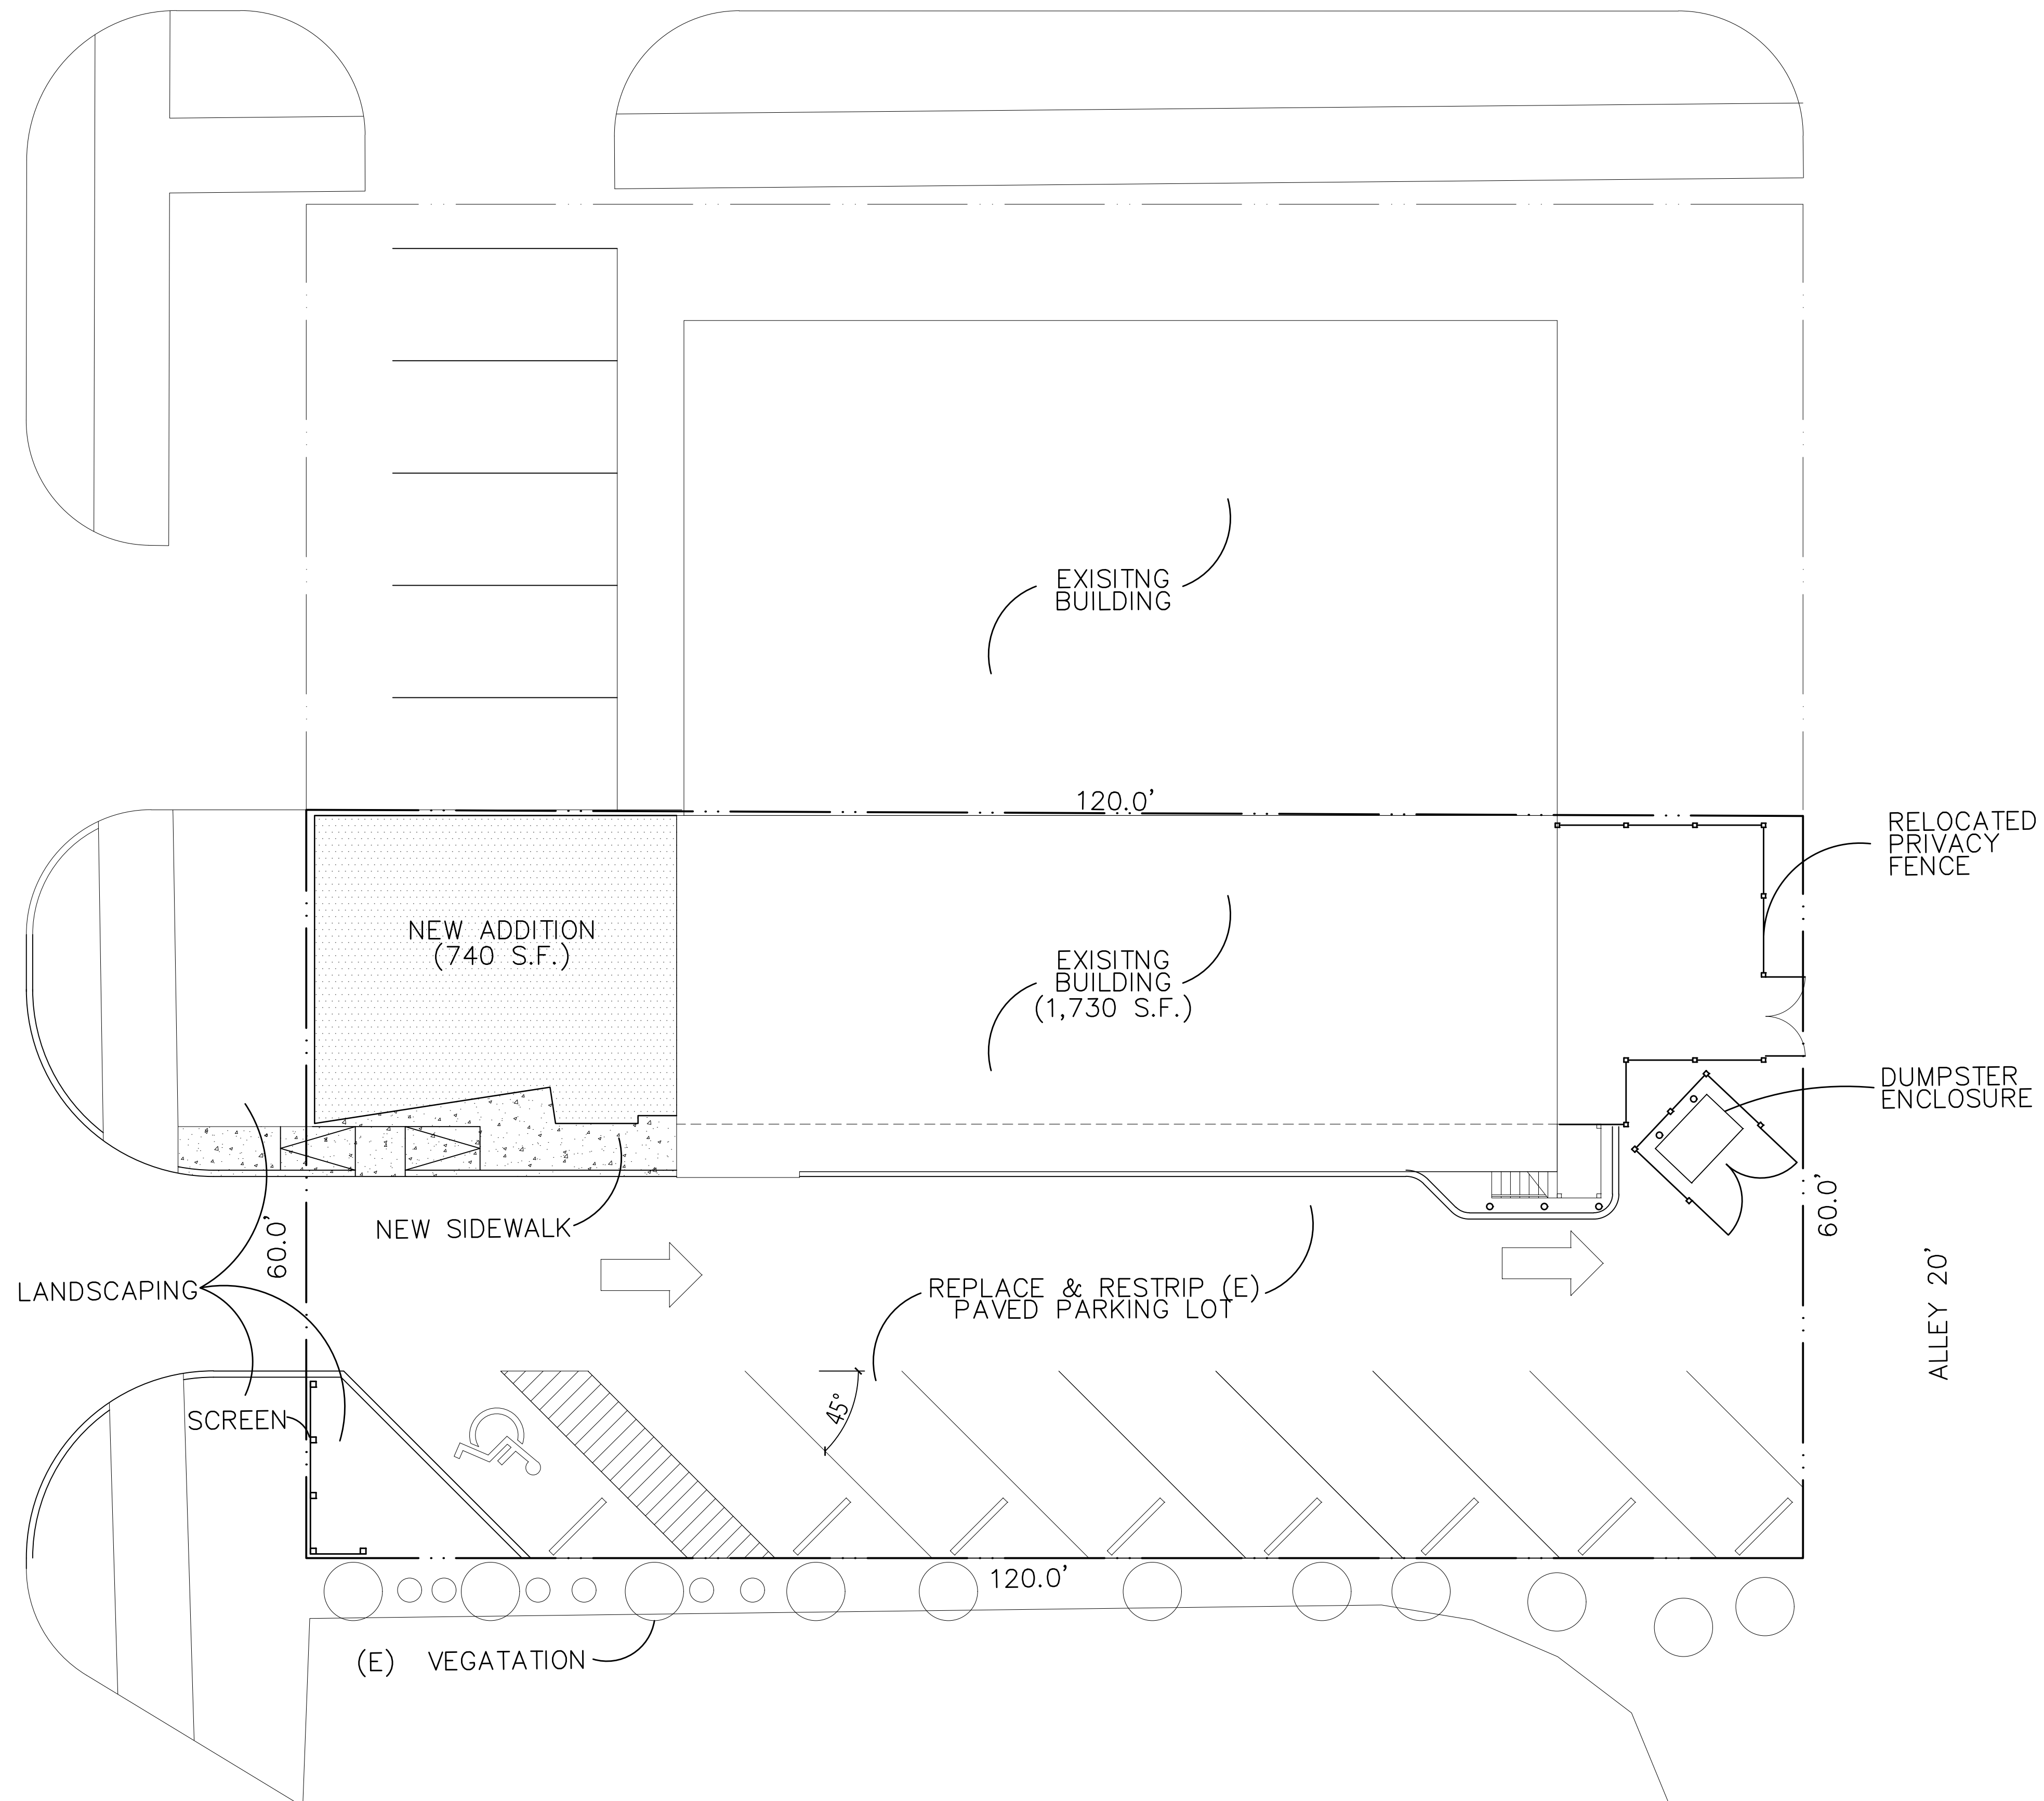 EXISITNG
BUILDING
120.0'
RELOCATED
PRIVACY
FENCE
NEW ADDITION
(740 S.F.)
EXISITNG
BUILDING
(1,730 S.F.)
DUMPSTER
ENCLOSURE
60.0'
NEW SIDEWALK
60.0'
LANDSCAPING
REPLACE & RESTRIP (E)
PAVED PARKING LOT
ALLEY 20'
SCREEN
45°
120.0'
(E) VEGATATION